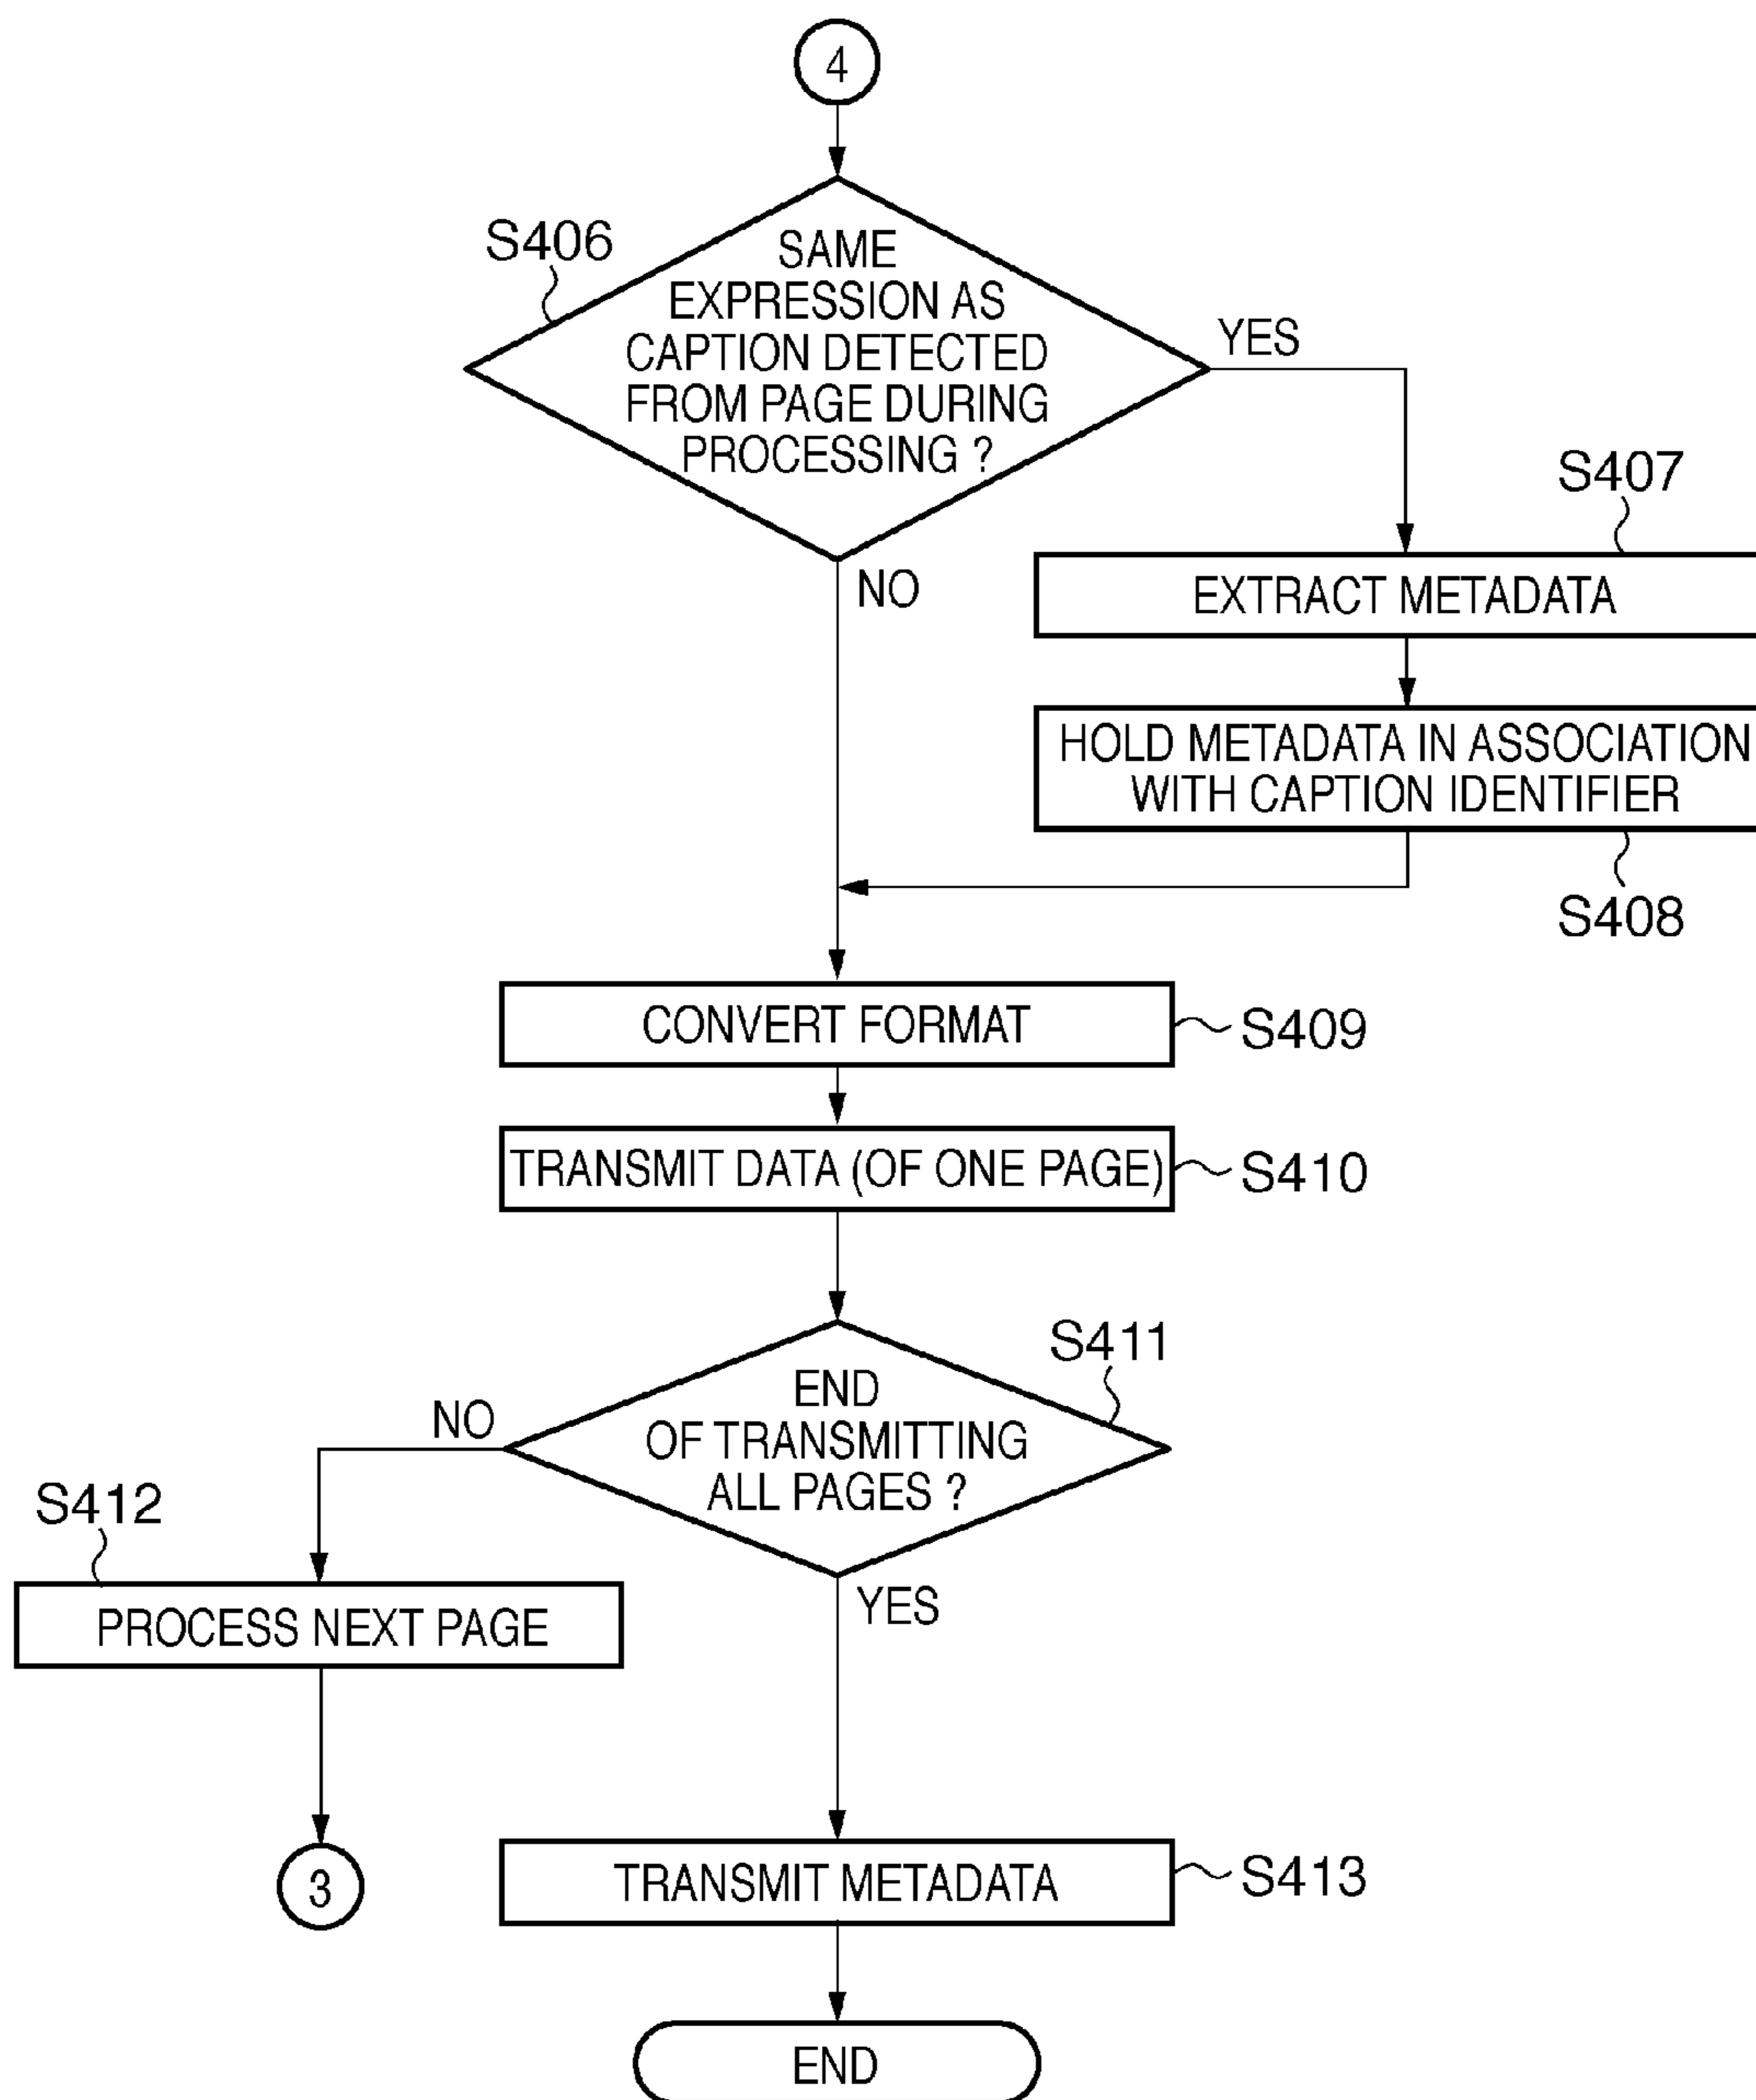 4
S406
SAME
EXPRESSION AS
CAPTION DETECTED
FROM PAGE DURING
PROCESSING ?
YES
NO
S407
EXTRACT METADATA
HOLD METADATA IN ASSOCIATION
WITH CAPTION IDENTIFIER
S408
CONVERT FORMAT
S409
TRANSMIT DATA (OF ONE PAGE)
S410
S411
END
OF TRANSMITTING
ALL PAGES ?
NO
YES
S412
PROCESS NEXT PAGE
3
TRANSMIT METADATA
S413
END